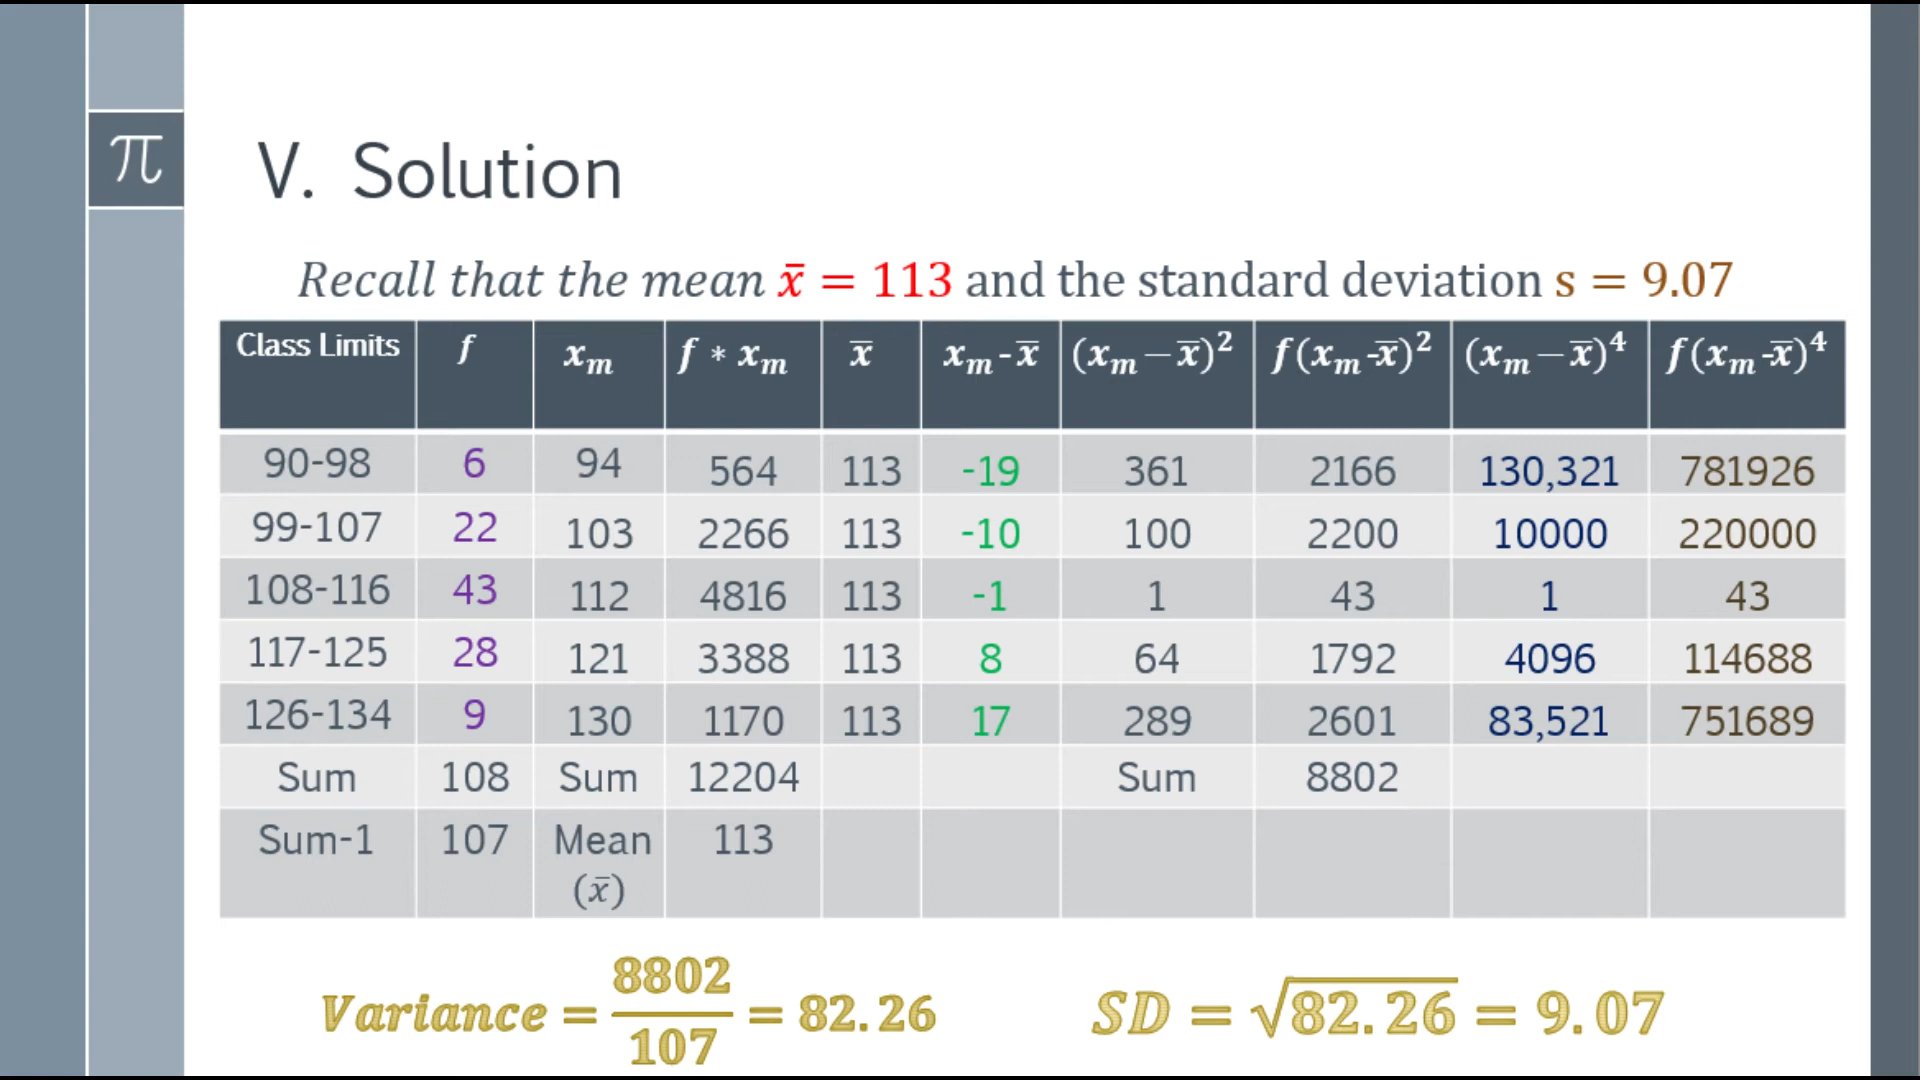 π
V. Solution
Recall that the mean x̄ = 113 and the standard deviation s = 9.07
Class Limits f xₘ f * xₘ x̄ xₘ-x̄ (xₘ−x̄)² f(xₘ-x̄)² (xₘ−x̄)⁴ f(xₘ-x̄)⁴
90-98 6 94 564 113 -19 361 2166 130,321 781926
99-107 22 103 2266 113 -10 100 2200 10000 220000
108-116 43 112 4816 113 -1 1 43 1 43
117-125 28 121 3388 113 8 64 1792 4096 114688
126-134 9 130 1170 113 17 289 2601 83,521 751689
Sum 108 Sum 12204 Sum 8802
Sum-1 107 Mean 113
(x̄)
Variance = 8802/107 = 82.26 SD = √82.26 = 9.07